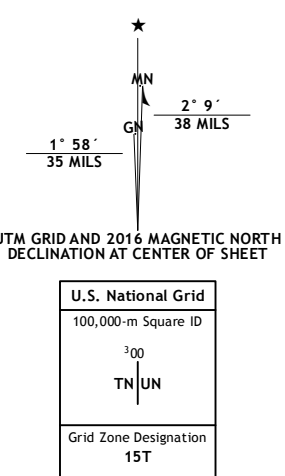 ★
MN
GN
2° 9´
38 MILS
1° 58´
35 MILS
UTM GRID AND 2016 MAGNETIC NORTH
DECLINATION AT CENTER OF SHEET
U.S. National Grid
100,000-m Square ID
³00
TN UN
Grid Zone Designation
15T